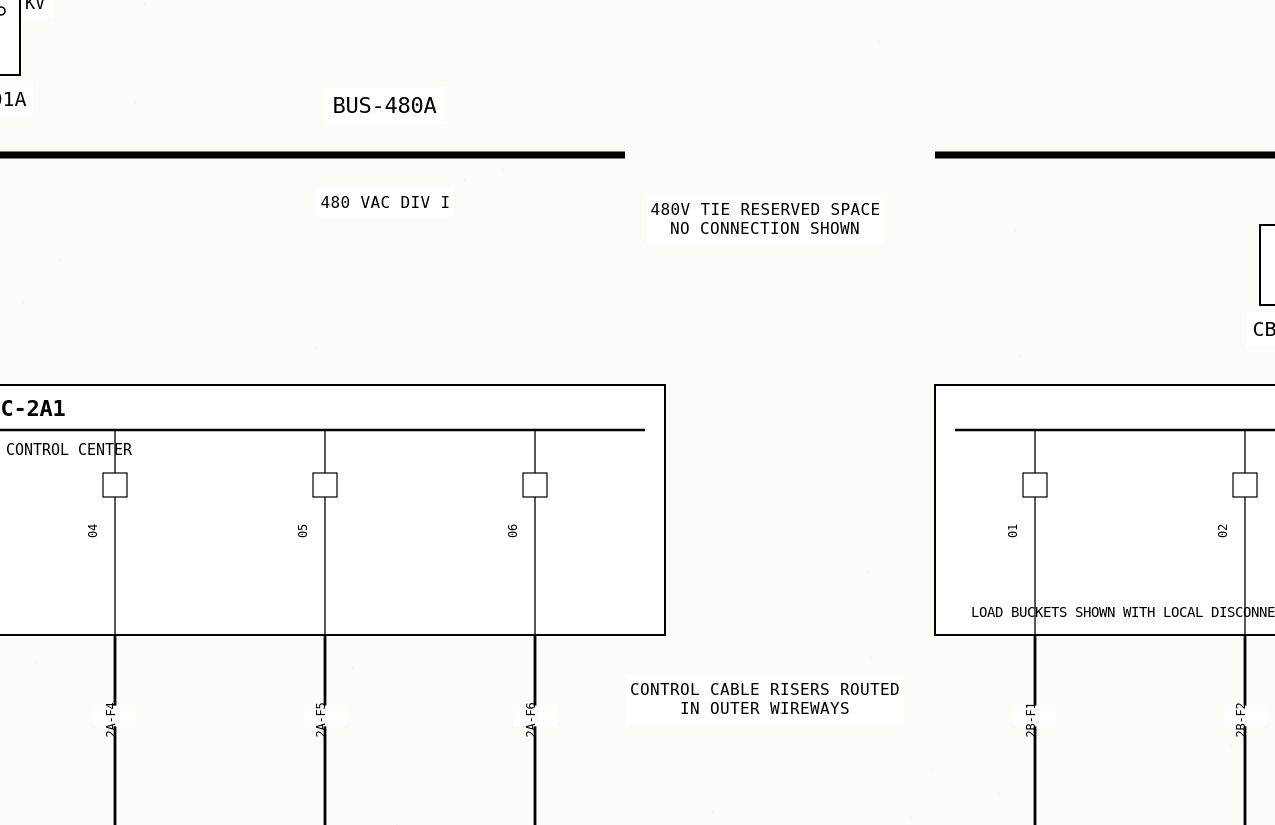 KV
01A
BUS-480A
480 VAC DIV I
480V TIE RESERVED SPACE
NO CONNECTION SHOWN
CB
C-2A1
CONTROL CENTER
04
05
06
01
02
LOAD BUCKETS SHOWN WITH LOCAL DISCONNE
CONTROL CABLE RISERS ROUTED
IN OUTER WIREWAYS
2A-F4
2A-F5
2A-F6
2B-F1
2B-F2